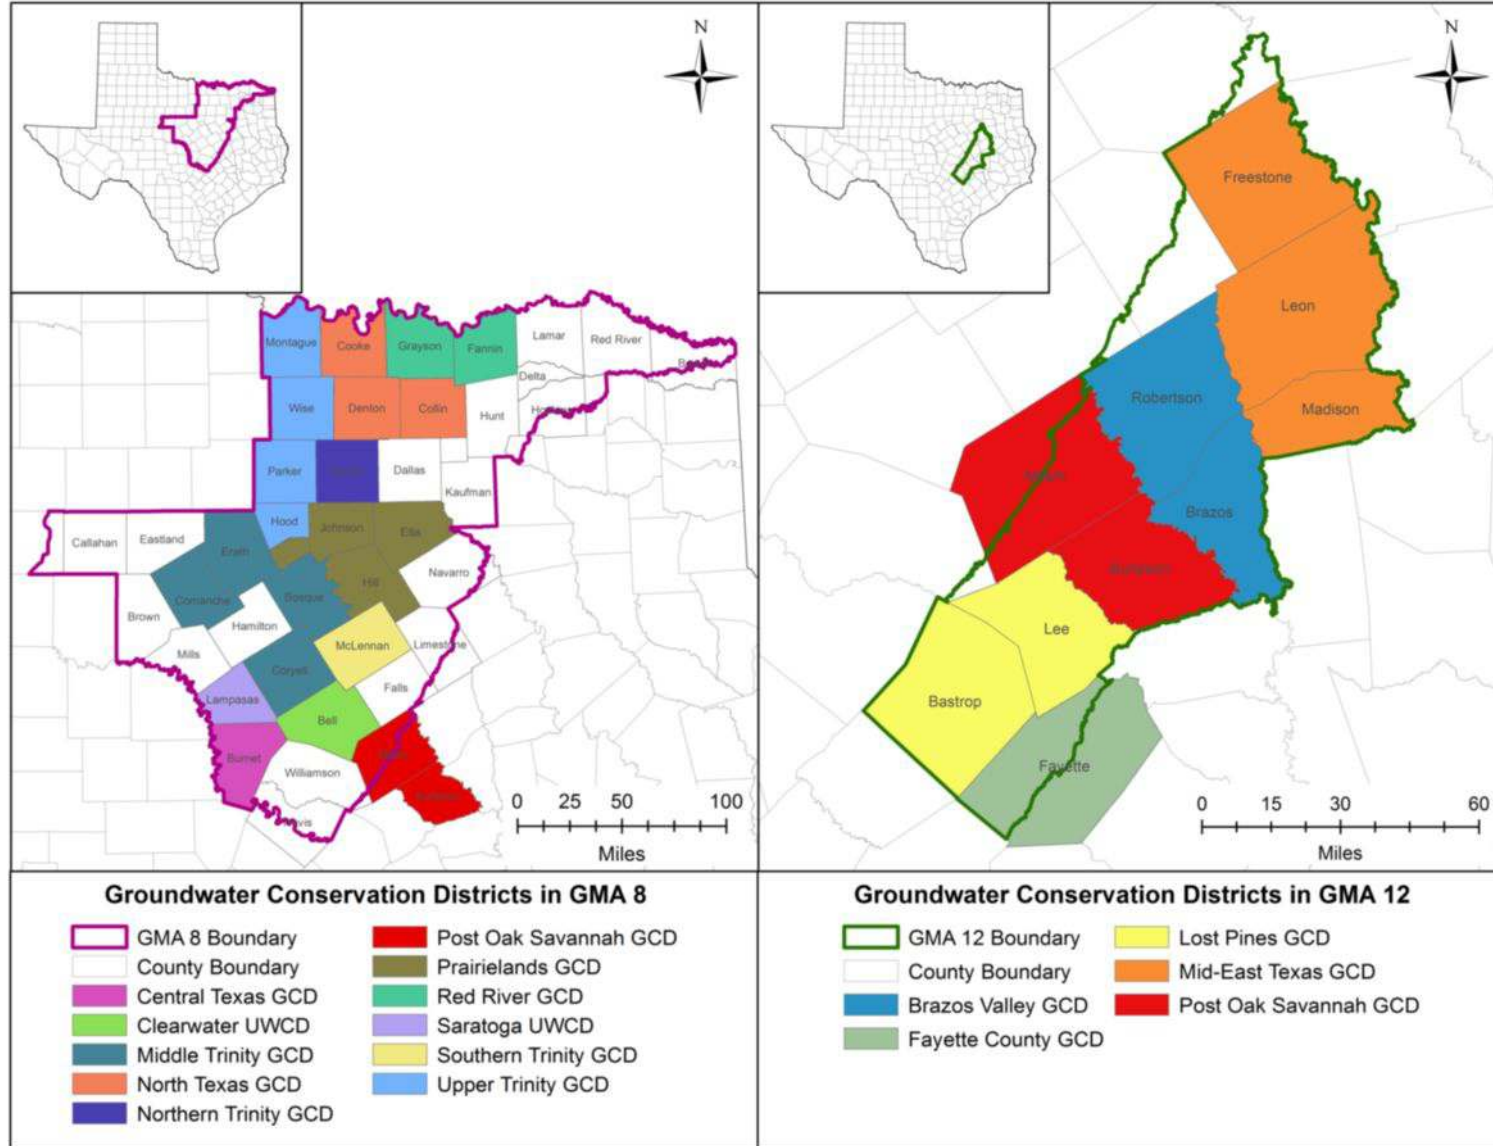 N
Montague
Cooke
Grayson
Fannin
Lamar
Red River
Delta
Wise
Denton
Collin
Hunt
Parker
Dallas
Kaufman
Hood
Johnson
Ellis
Callahan
Eastland
Erath
Navarro
Hill
Comanche
Bosque
Brown
Hamilton
McLennan
Limestone
Mills
Coryell
Falls
Lampasas
Bell
Burnet
Williamson
0 25 50 100
Miles
N
Freestone
Leon
Robertson
Madison
Brazos
Lee
Bastrop
Fayette
0 15 30 60
Miles
Groundwater Conservation Districts in GMA 8
GMA 8 Boundary
County Boundary
Central Texas GCD
Clearwater UWCD
Middle Trinity GCD
North Texas GCD
Northern Trinity GCD
Post Oak Savannah GCD
Prairielands GCD
Red River GCD
Saratoga UWCD
Southern Trinity GCD
Upper Trinity GCD
Groundwater Conservation Districts in GMA 12
GMA 12 Boundary
County Boundary
Brazos Valley GCD
Fayette County GCD
Lost Pines GCD
Mid-East Texas GCD
Post Oak Savannah GCD